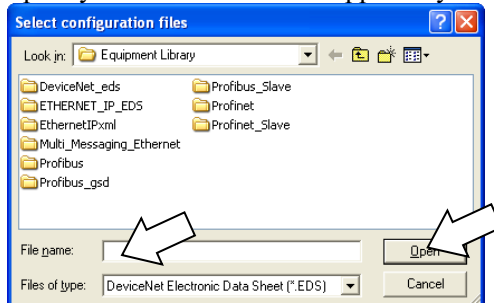 Select configuration files
Look in: Equipment Library
DeviceNet_eds
ETHERNET_IP_EDS
EthernetIPxml
Multi_Messaging_Ethernet
Profibus
Profibus_gsd
Profibus_Slave
Profinet
Profinet_Slave
File name:
Open
Files of type: DeviceNet Electronic Data Sheet (*.EDS)
Cancel